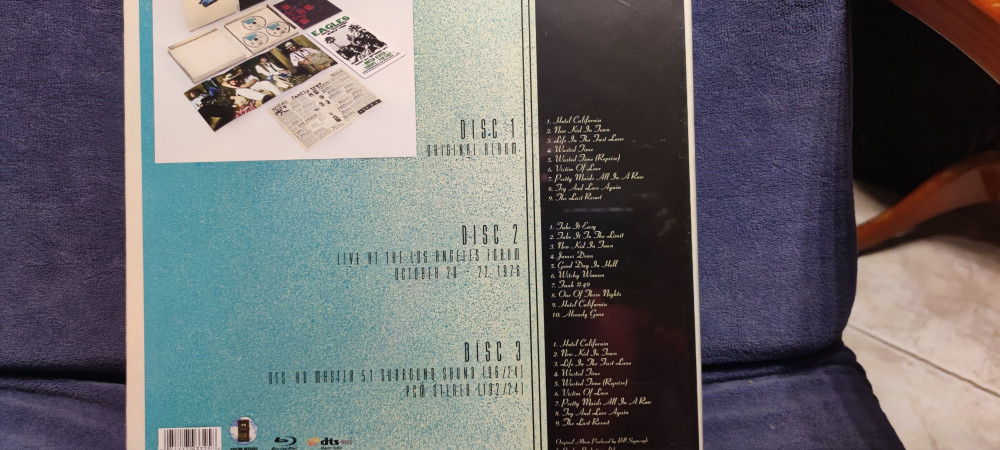 EAGLES
DISC 1
ORIGINAL ALBUM
1. Hotel California
2. New Kid In Town
3. Life In The Fast Lane
4. Wasted Time
5. Wasted Time (Reprise)
6. Victim Of Love
7. Pretty Maids All In A Row
8. Try And Love Again
9. The Last Resort
DISC 2
LIVE AT THE LOS ANGELES FORUM
OCTOBER 20 - 22, 1976
1. Take It Easy
2. Take It To The Limit
3. New Kid In Town
4. James Dean
5. Good Day In Hell
6. Witchy Woman
7. Funk #49
8. One Of These Nights
9. Hotel California
10. Already Gone
DISC 3
DTS-HD MASTER 5.1 SURROUND SOUND (96/24)
PCM STEREO (192/24)
1. Hotel California
2. New Kid In Town
3. Life In The Fast Lane
4. Wasted Time
5. Wasted Time (Reprise)
6. Victim Of Love
7. Pretty Maids All In A Row
8. Try And Love Again
9. The Last Resort
Original Album Produced by Bill Szymczyk
dts